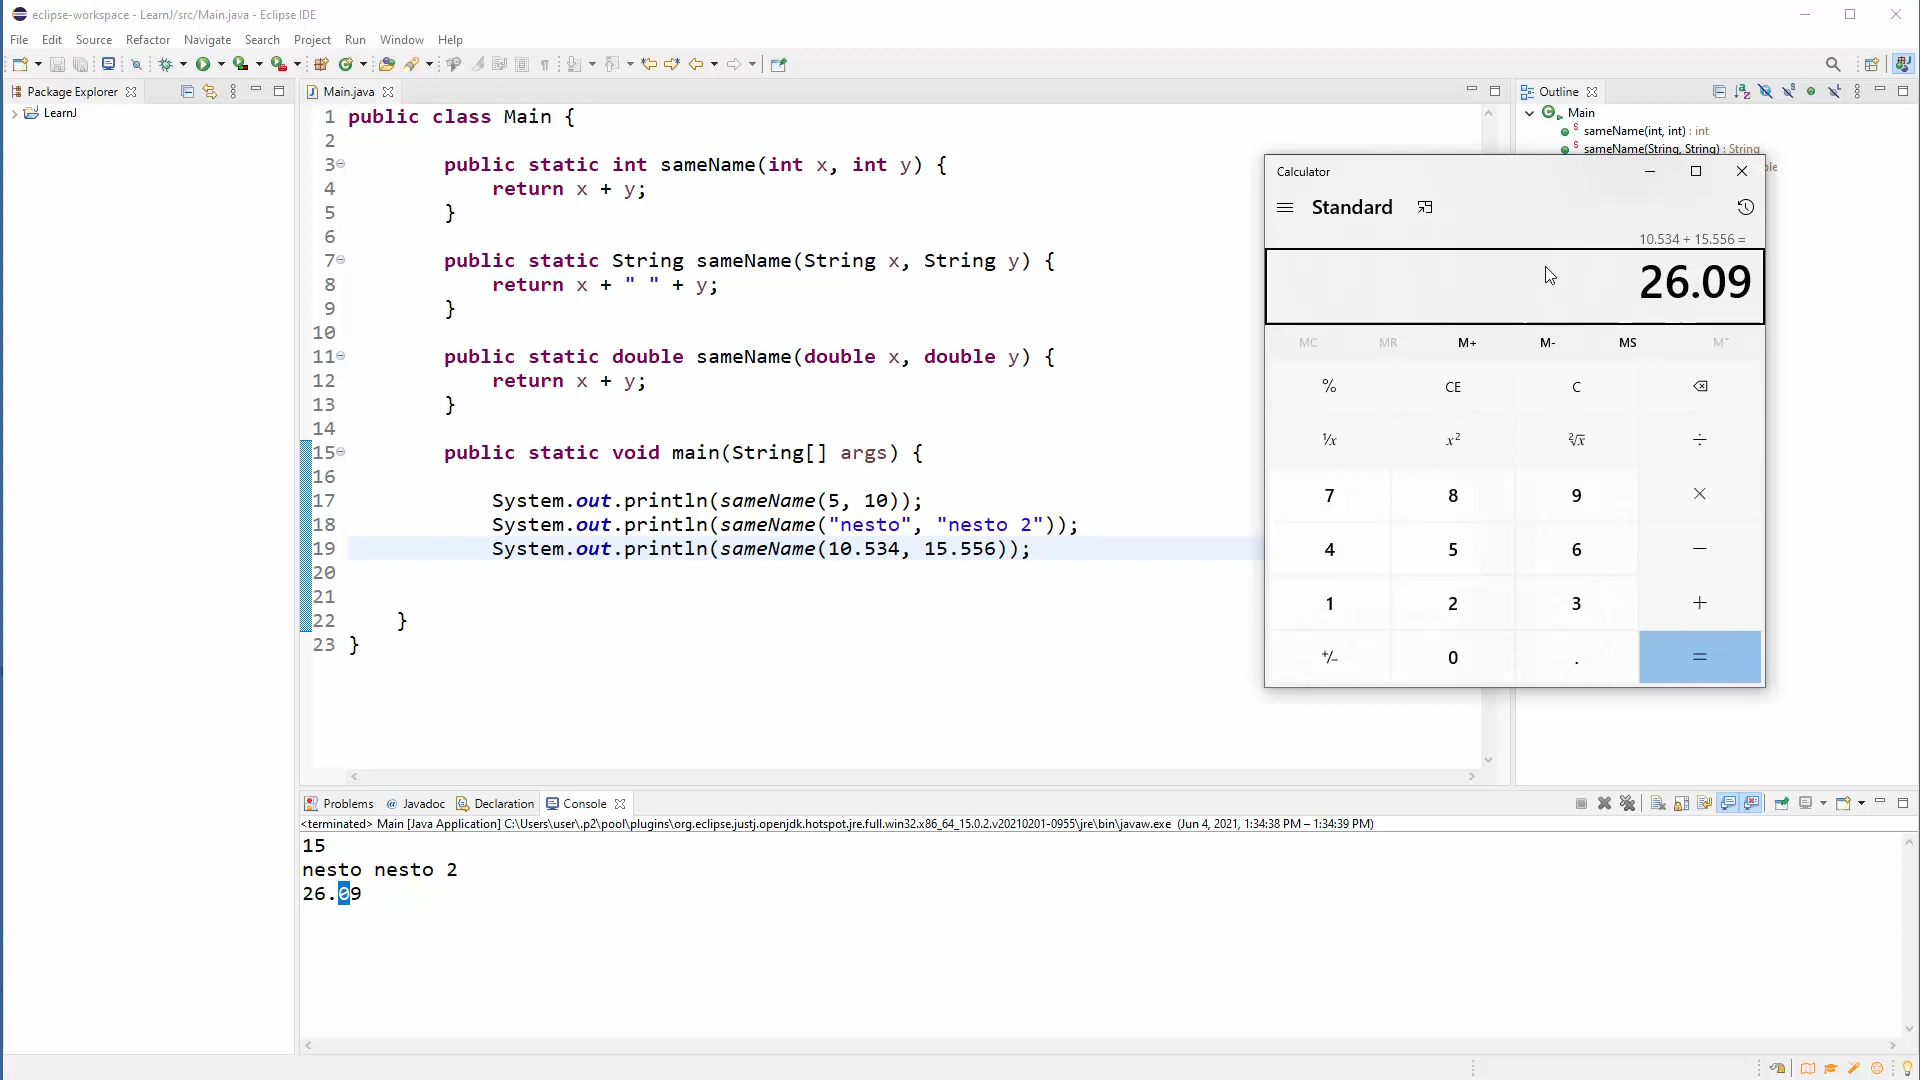 eclipse-workspace - LearnJ/src/Main.java - Eclipse IDE
File Edit Source Refactor Navigate Search Project Run Window Help
Package Explorer
LearnJ
Main.java
1 public class Main {
2
3 public static int sameName(int x, int y) {
4 return x + y;
5 }
6
7 public static String sameName(String x, String y) {
8 return x + " " + y;
9 }
10
11 public static double sameName(double x, double y) {
12 return x + y;
13 }
14
15 public static void main(String[] args) {
16
17 System.out.println(sameName(5, 10));
18 System.out.println(sameName("nesto", "nesto 2"));
19 System.out.println(sameName(10.534, 15.556));
20
21
22 }
23 }
Outline
Main
sameName(int, int) : int
sameName(String, String) : String
Calculator
Standard
10.534 + 15.556 =
26.09
MC MR M+ M- MS M˅
% CE C
¹/x x² ²√x ÷
7 8 9 ×
4 5 6 −
1 2 3 +
+/− 0 . =
Problems @ Javadoc Declaration Console
<terminated> Main [Java Application] C:\Users\user\.p2\pool\plugins\org.eclipse.justj.openjdk.hotspot.jre.full.win32.x86_64_15.0.2.v20210201-0955\jre\bin\javaw.exe (Jun 4, 2021, 1:34:38 PM – 1:34:39 PM)
15
nesto nesto 2
26.09